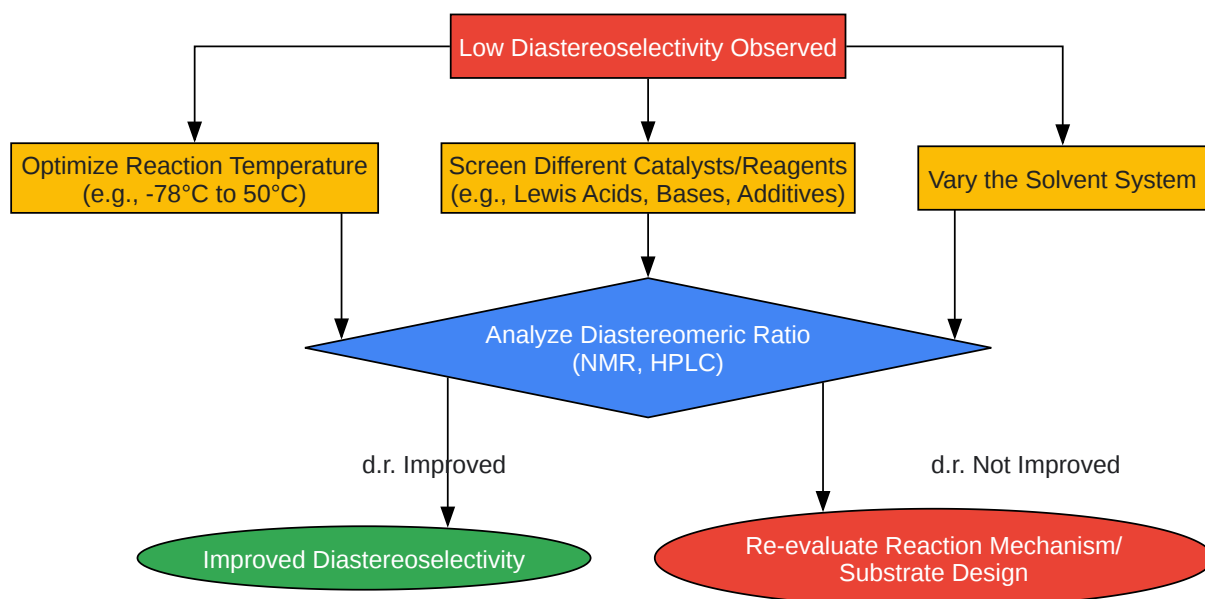 Low Diastereoselectivity Observed
Optimize Reaction Temperature
(e.g., -78°C to 50°C)
Screen Different Catalysts/Reagents
(e.g., Lewis Acids, Bases, Additives)
Vary the Solvent System
Analyze Diastereomeric Ratio
(NMR, HPLC)
d.r. Improved
d.r. Not Improved
Improved Diastereoselectivity
Re-evaluate Reaction Mechanism/
Substrate Design